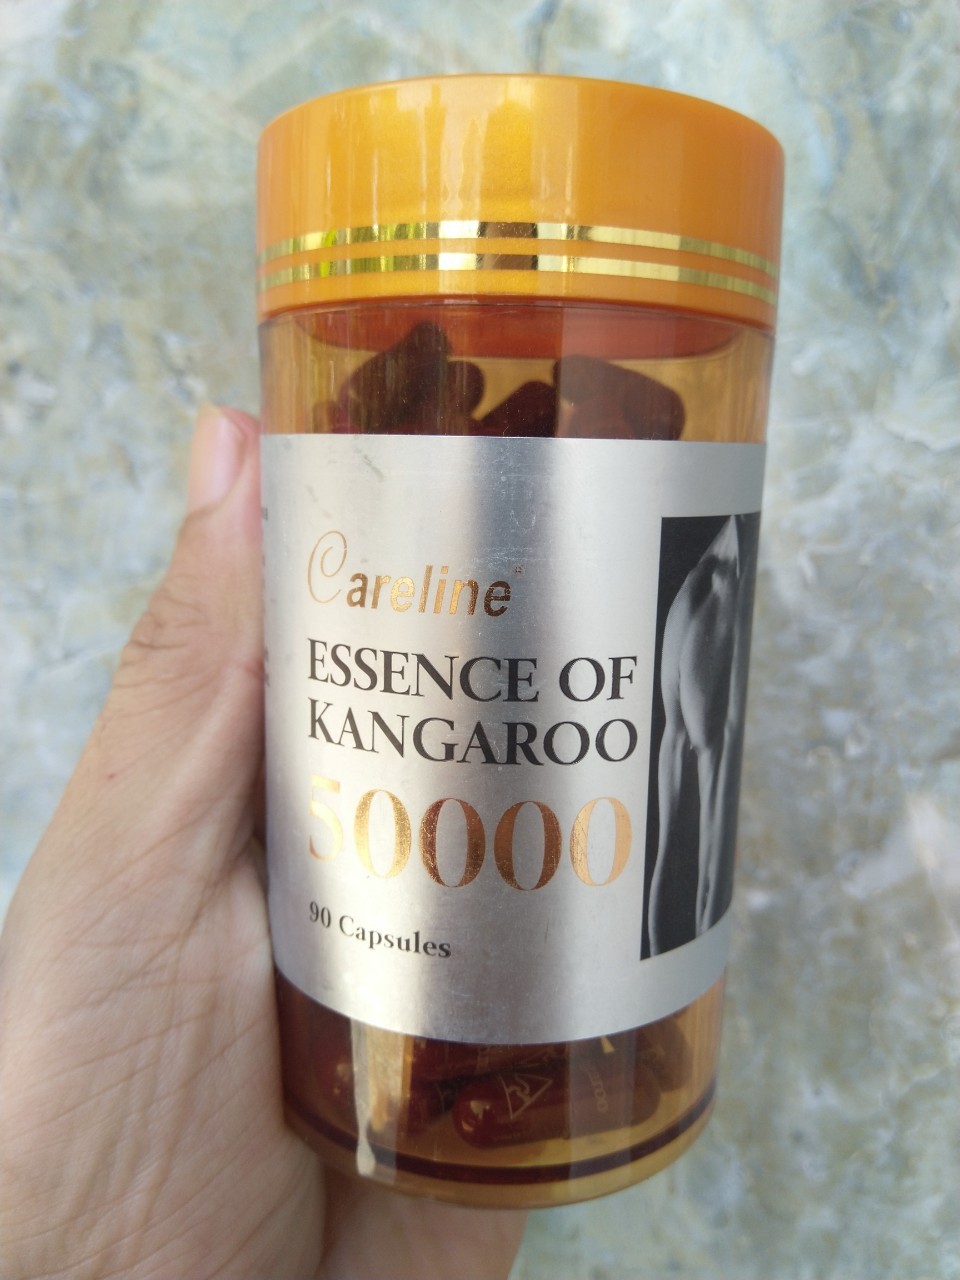 Careline
ESSENCE OF
KANGAROO
50000
90 Capsules